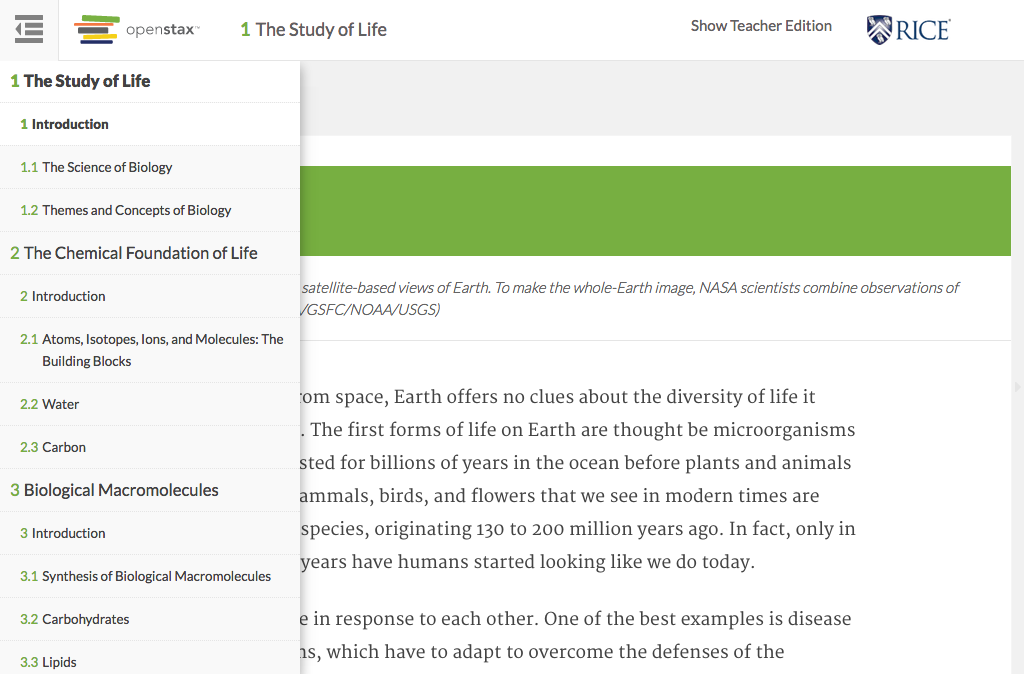 openstax™
1 The Study of Life
Show Teacher Edition
RICE
1 The Study of Life
1 Introduction
1.1 The Science of Biology
1.2 Themes and Concepts of Biology
2 The Chemical Foundation of Life
2 Introduction
2.1 Atoms, Isotopes, Ions, and Molecules: The
Building Blocks
2.2 Water
2.3 Carbon
3 Biological Macromolecules
3 Introduction
3.1 Synthesis of Biological Macromolecules
3.2 Carbohydrates
3.3 Lipids
satellite-based views of Earth. To make the whole-Earth image, NASA scientists combine observations of
/GSFC/NOAA/USGS)
om space, Earth offers no clues about the diversity of life it
. The first forms of life on Earth are thought be microorganisms
sted for billions of years in the ocean before plants and animals
ammals, birds, and flowers that we see in modern times are
species, originating 130 to 200 million years ago. In fact, only in
years have humans started looking like we do today.
e in response to each other. One of the best examples is disease
ns, which have to adapt to overcome the defenses of the